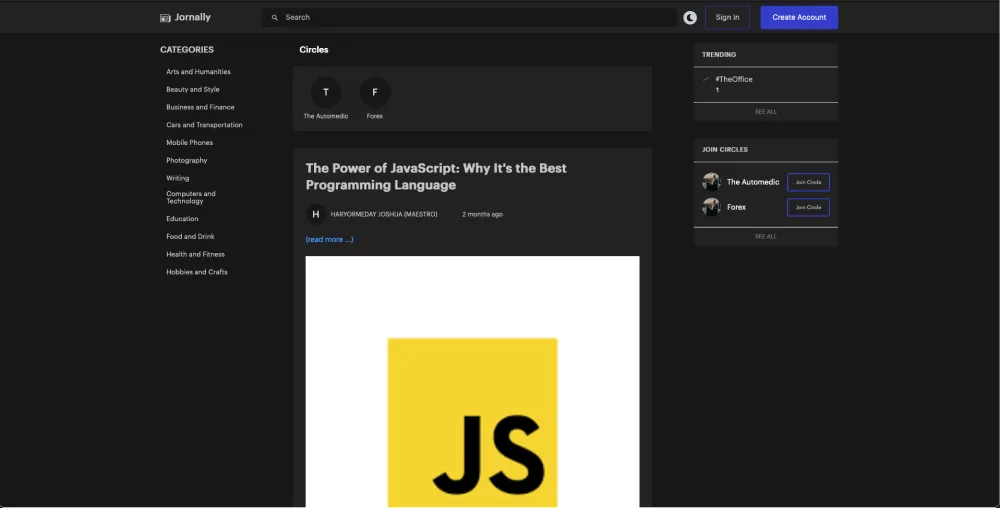 Jornally
Search
Sign In
Create Account
CATEGORIES
Arts and Humanities
Beauty and Style
Business and Finance
Cars and Transportation
Mobile Phones
Photography
Writing
Computers and
Technology
Education
Food and Drink
Health and Fitness
Hobbies and Crafts
Circles
T
F
The Automedic
Forex
The Power of JavaScript: Why It's the Best
Programming Language
H
HARYORMEDAY JOSHUA (MAESTRO)
2 months ago
(read more ...)
JS
TRENDING
#TheOffice
1
SEE ALL
JOIN CIRCLES
The Automedic
Join Circle
Forex
Join Circle
SEE ALL